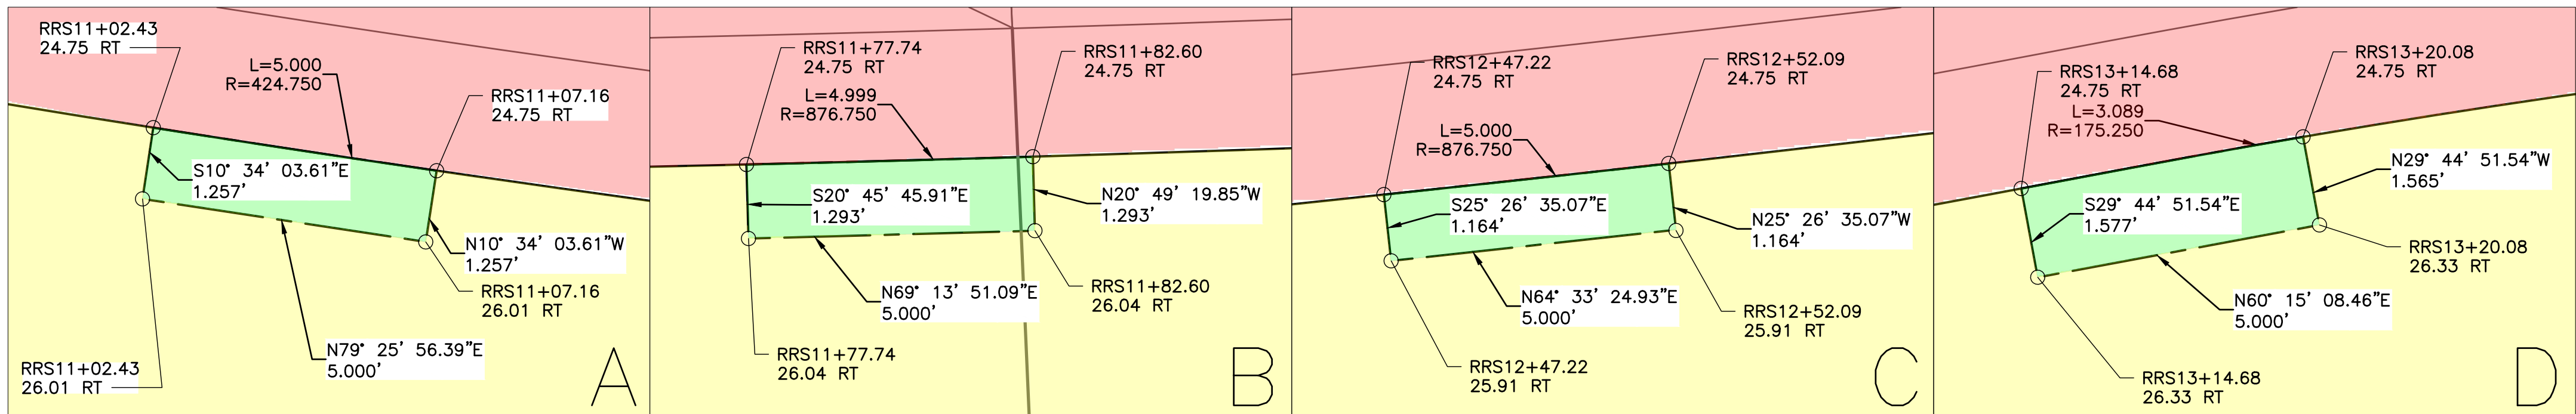 RRS11+02.43
24.75 RT
L=5.000
R=424.750
RRS11+07.16
24.75 RT
S10° 34' 03.61"E
1.257'
N10° 34' 03.61"W
1.257'
RRS11+07.16
26.01 RT
N79° 25' 56.39"E
5.000'
RRS11+02.43
26.01 RT
A
RRS11+77.74
24.75 RT
RRS11+82.60
24.75 RT
L=4.999
R=876.750
S20° 45' 45.91"E
1.293'
N20° 49' 19.85"W
1.293'
N69° 13' 51.09"E
5.000'
RRS11+82.60
26.04 RT
RRS11+77.74
26.04 RT
B
RRS12+47.22
24.75 RT
RRS12+52.09
24.75 RT
L=5.000
R=876.750
S25° 26' 35.07"E
1.164'
N25° 26' 35.07"W
1.164'
N64° 33' 24.93"E
5.000'
RRS12+52.09
25.91 RT
RRS12+47.22
25.91 RT
C
RRS13+14.68
24.75 RT
RRS13+20.08
24.75 RT
L=3.089
R=175.250
N29° 44' 51.54"W
1.565'
S29° 44' 51.54"E
1.577'
RRS13+20.08
26.33 RT
N60° 15' 08.46"E
5.000'
RRS13+14.68
26.33 RT
D